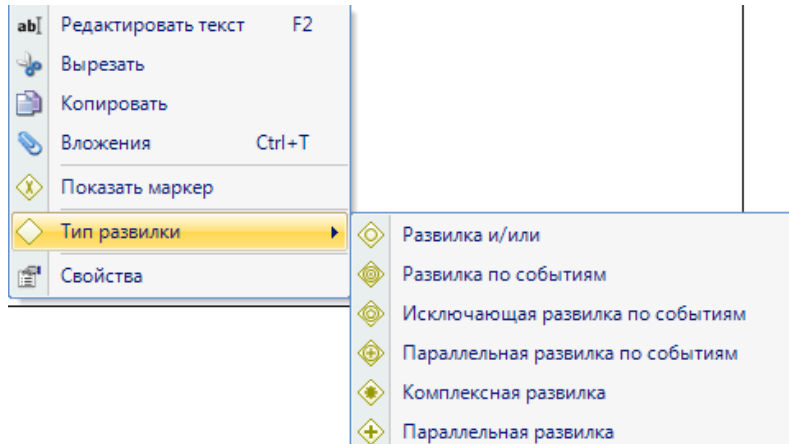 ab Редактировать текст F2
Вырезать
Копировать
Вложения Ctrl+T
Показать маркер
Тип развилки
Свойства
Развилка и/или
Развилка по событиям
Исключающая развилка по событиям
Параллельная развилка по событиям
Комплексная развилка
Параллельная развилка